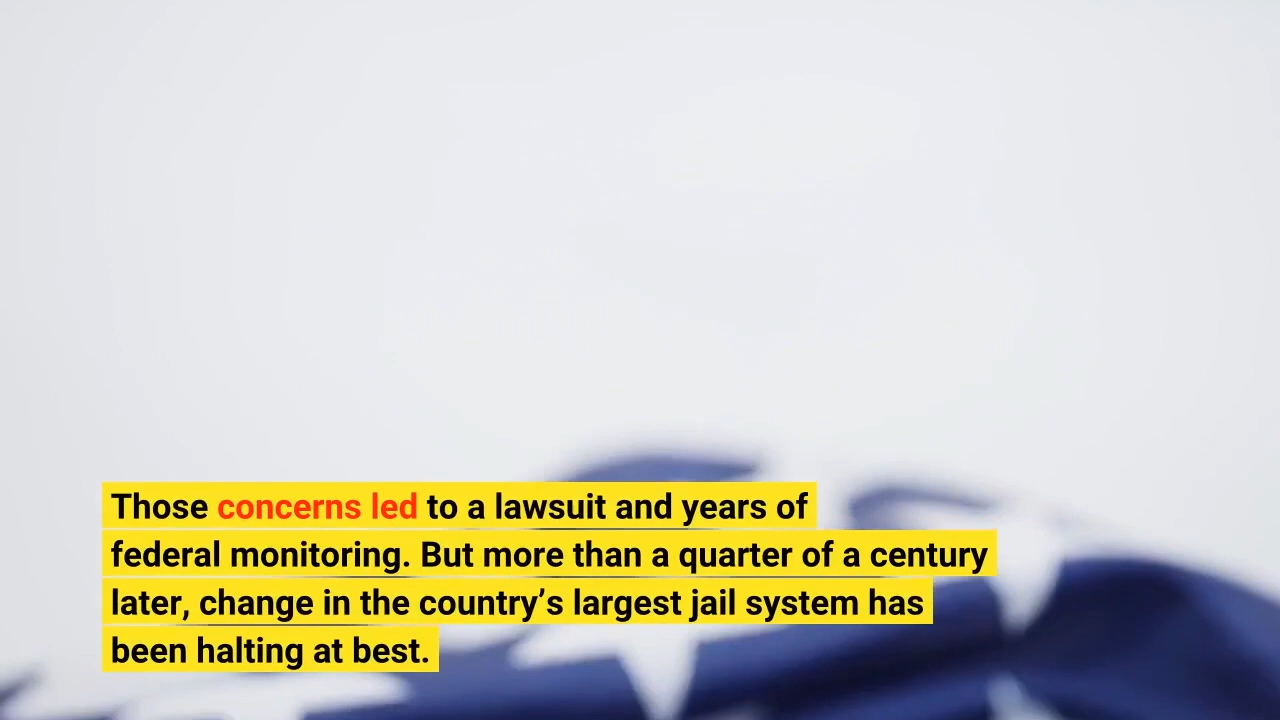 Those concerns led to a lawsuit and years of
federal monitoring. But more than a quarter of a century
later, change in the country’s largest jail system has
been halting at best.